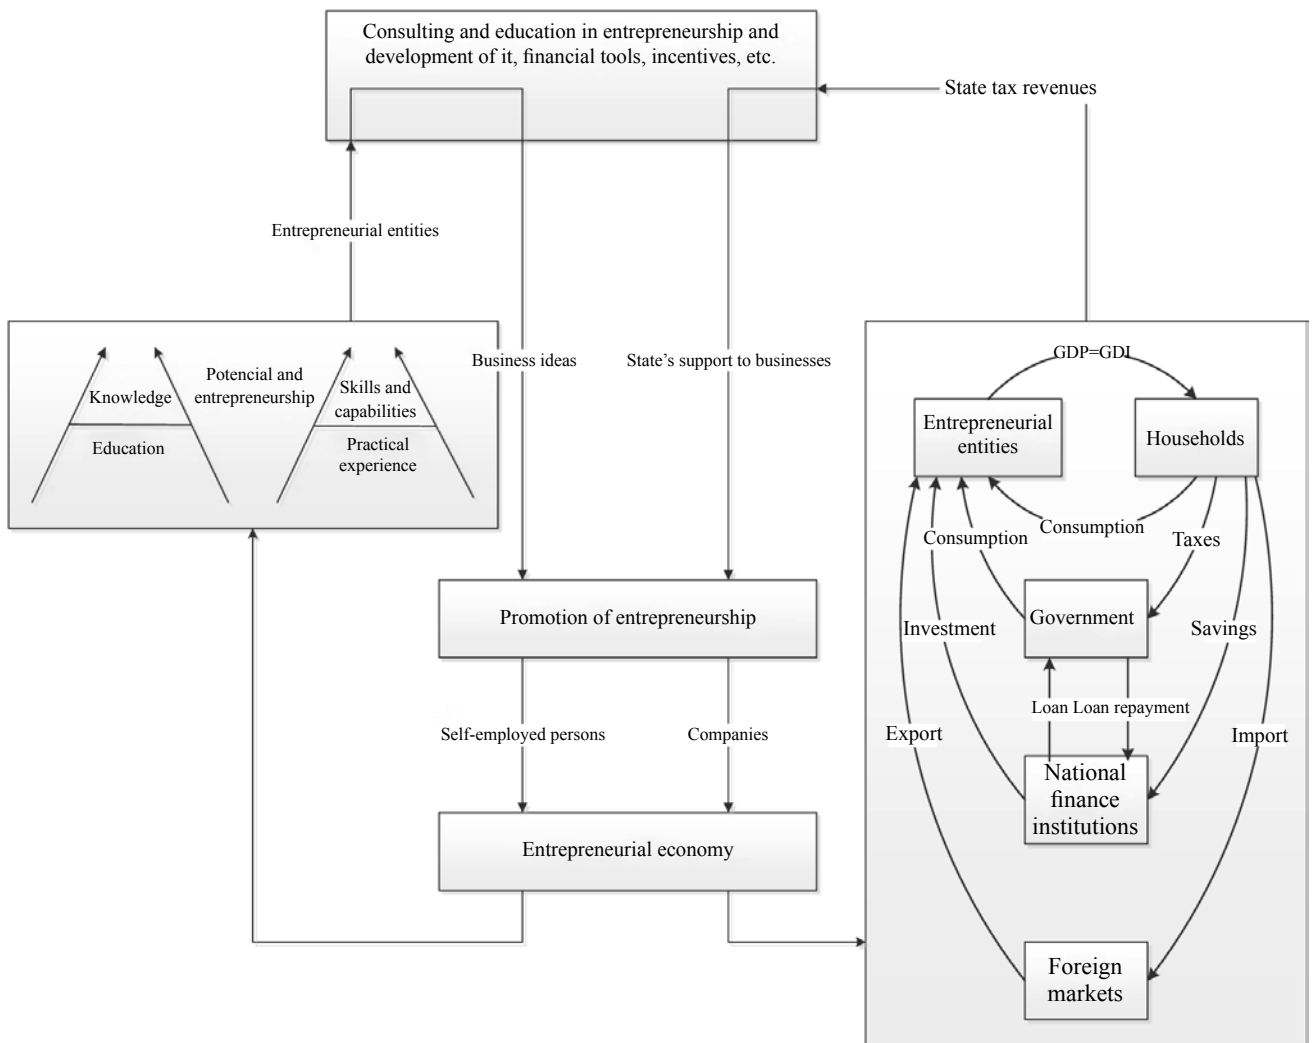 Consulting and education in entrepreneurship and
development of it, financial tools, incentives, etc.
State tax revenues
Entrepreneurial entities
Business ideas
State’s support to businesses
Knowledge
Education
Potencial and
entrepreneurship
Skills and
capabilities
Practical
experience
GDP=GDI
Entrepreneurial
entities
Households
Consumption
Consumption
Taxes
Promotion of entrepreneurship
Government
Investment
Savings
Loan Loan repayment
Self-employed persons
Companies
Export
Import
National
finance
institutions
Entrepreneurial economy
Foreign
markets